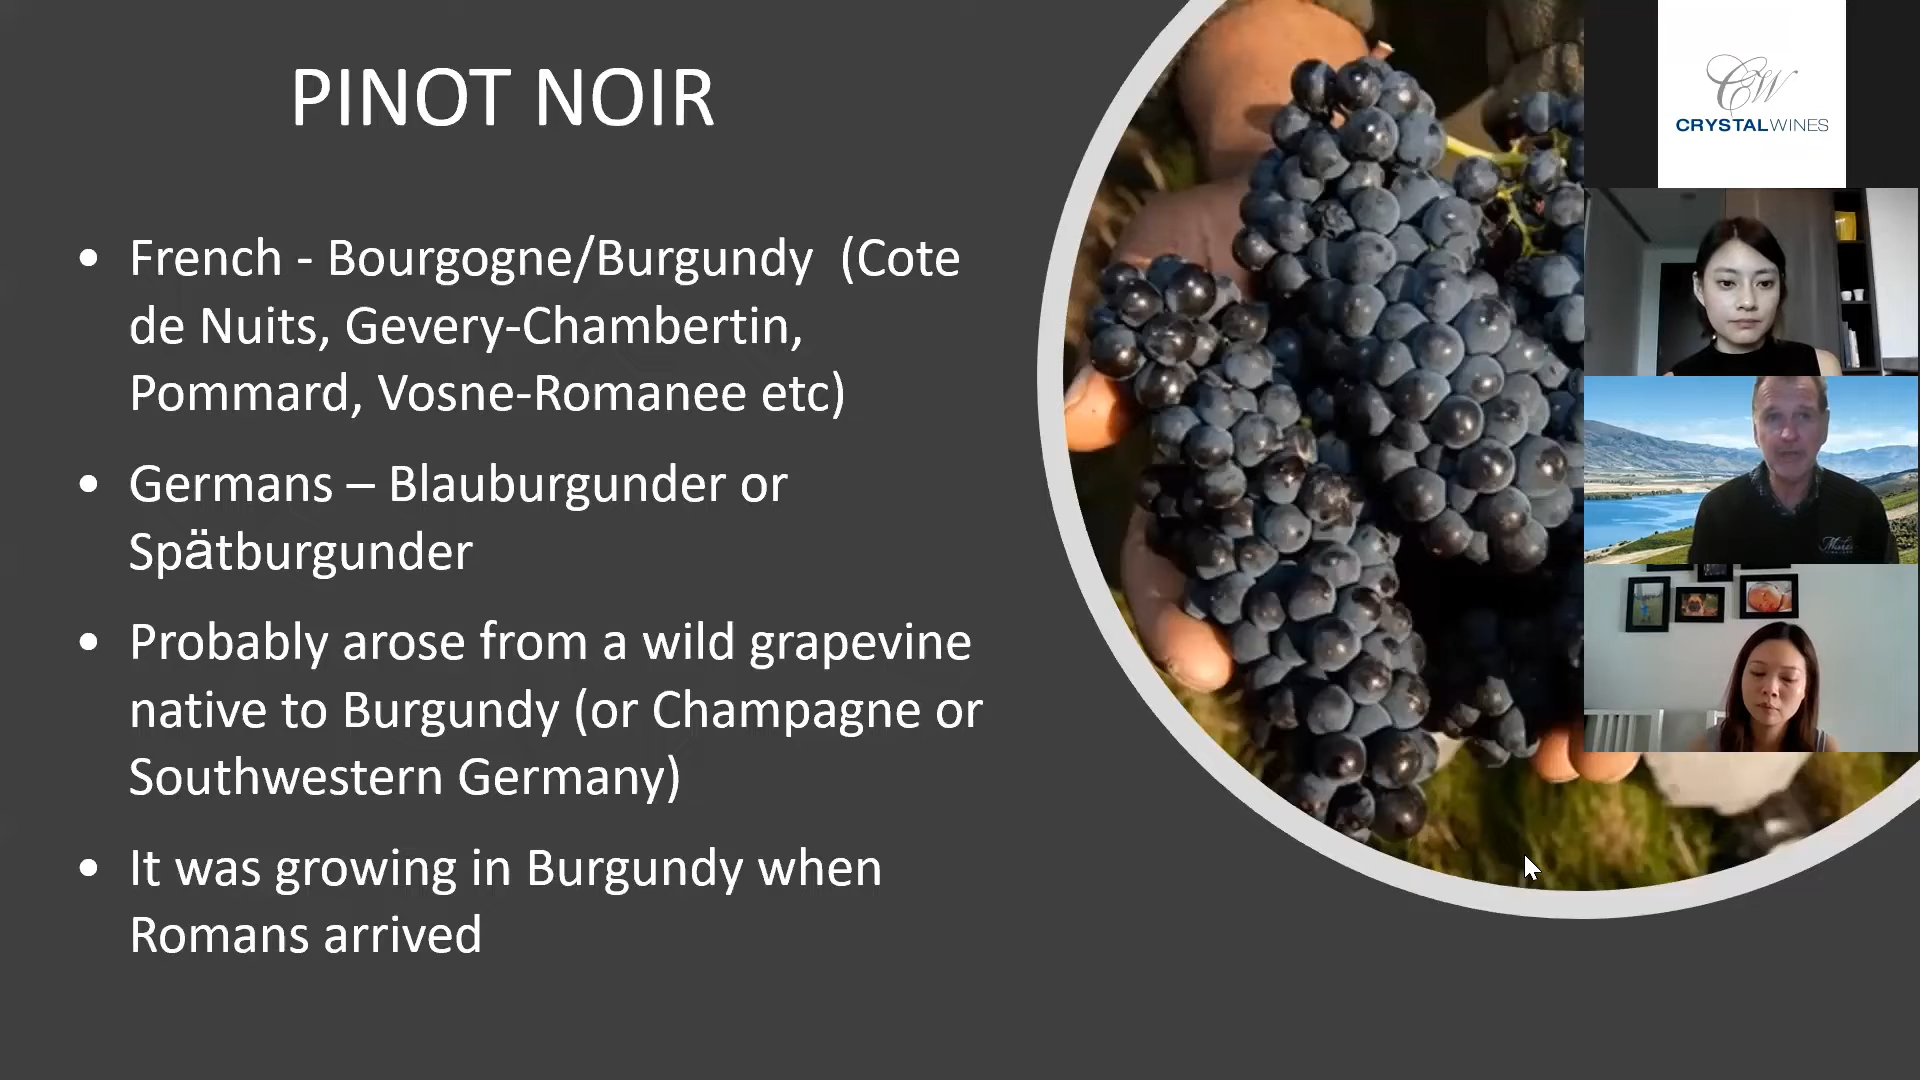 PINOT NOIR
• French - Bourgogne/Burgundy (Cote
de Nuits, Gevery-Chambertin,
Pommard, Vosne-Romanee etc)
• Germans – Blauburgunder or
Spätburgunder
• Probably arose from a wild grapevine
native to Burgundy (or Champagne or
Southwestern Germany)
• It was growing in Burgundy when
Romans arrived
CW
CRYSTALWINES